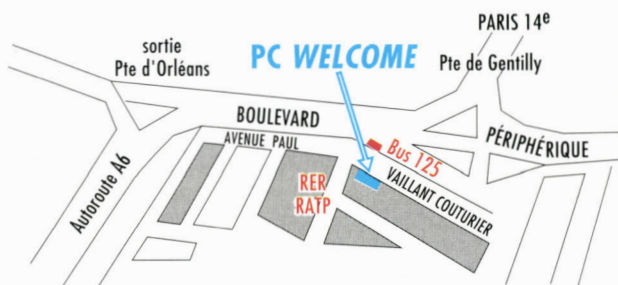 PARIS 14e
sortie
Pte d'Orléans
PC WELCOME
Pte de Gentilly
BOULEVARD
PÉRIPHÉRIQUE
AVENUE PAUL
Bus 125
VAILLANT COUTURIER
Autoroute A6
RER
RATP